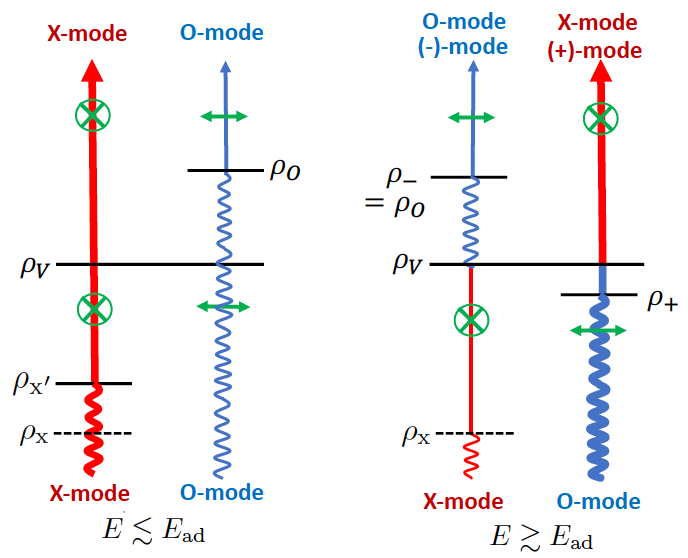 X-mode
O-mode
ρ_O
ρ_V
ρ_X′
ρ_X
X-mode
O-mode
E ≲ E_ad
O-mode
(-)-mode
X-mode
(+)-mode
ρ_−
= ρ_O
ρ_V
ρ_+
ρ_X
X-mode
O-mode
E ≳ E_ad